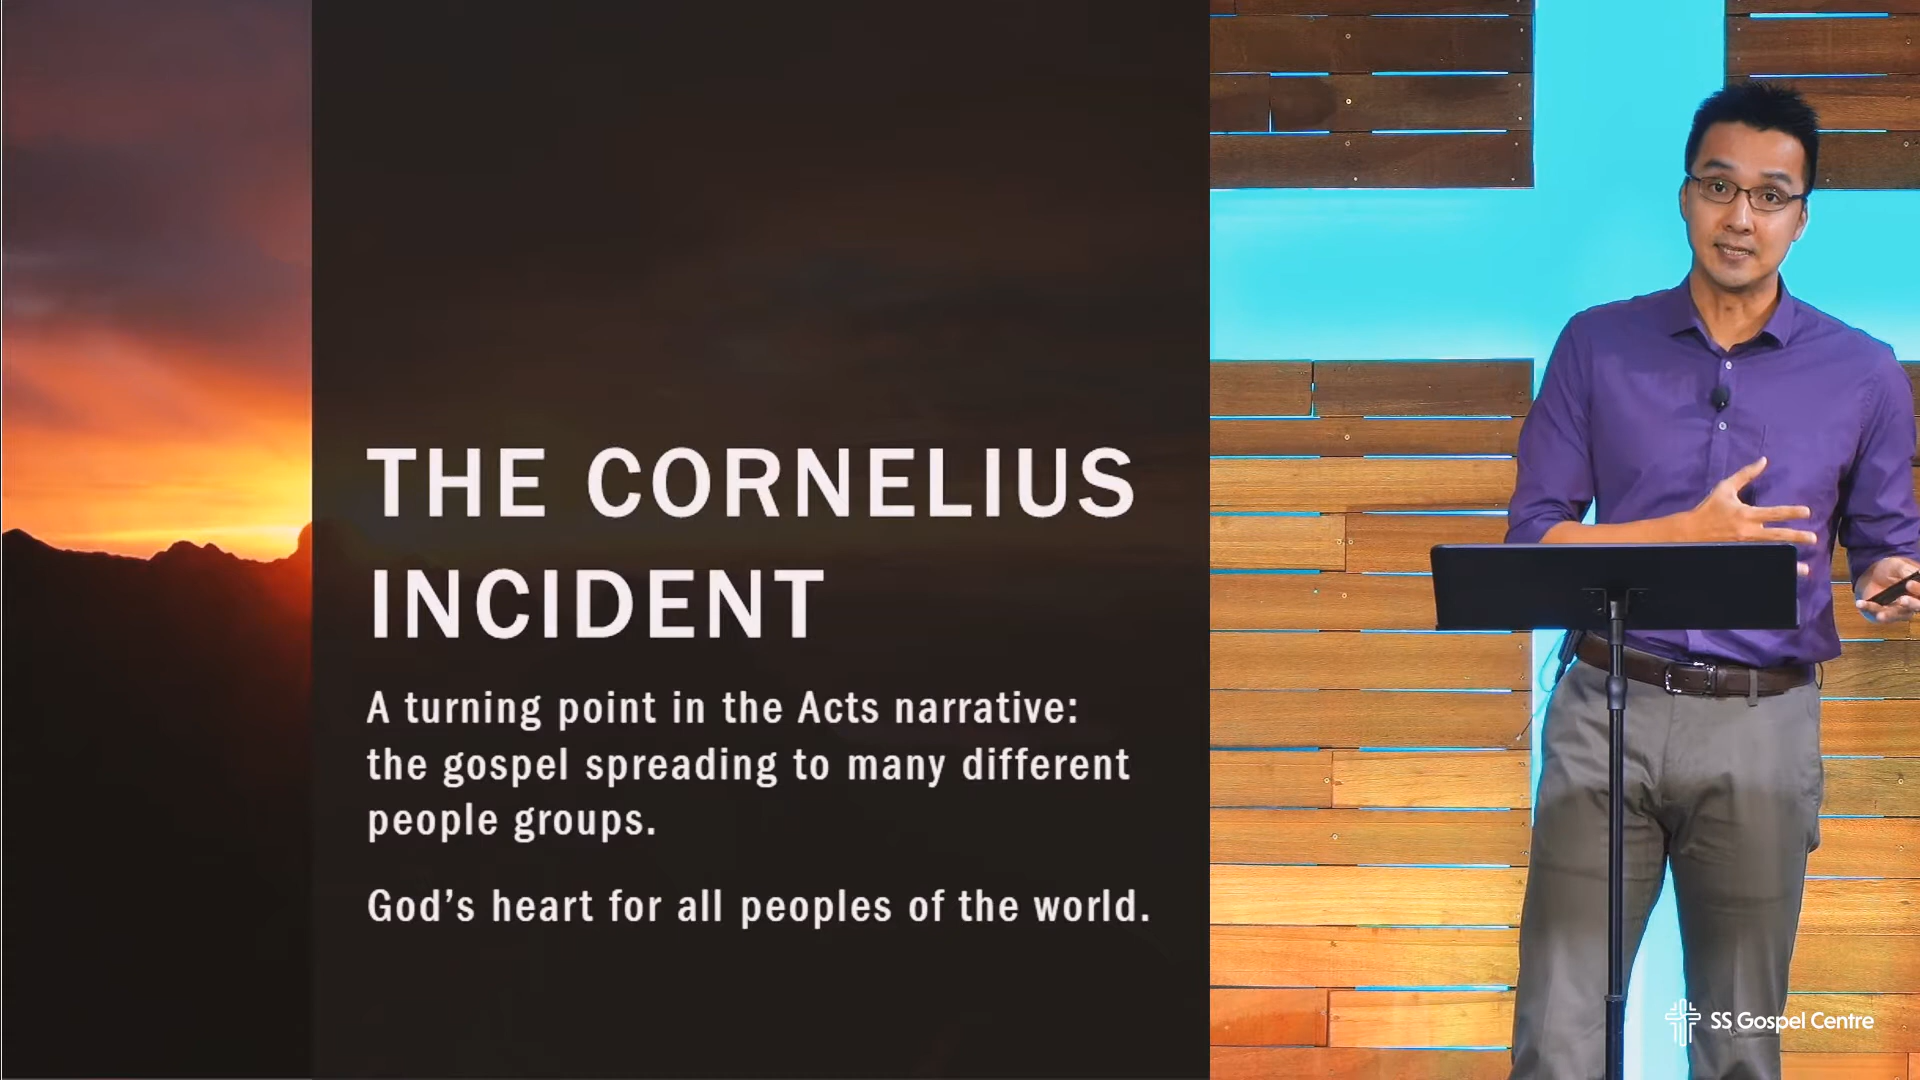 THE CORNELIUS
INCIDENT
A turning point in the Acts narrative:
the gospel spreading to many different
people groups.
God's heart for all peoples of the world.
SS Gospel Centre